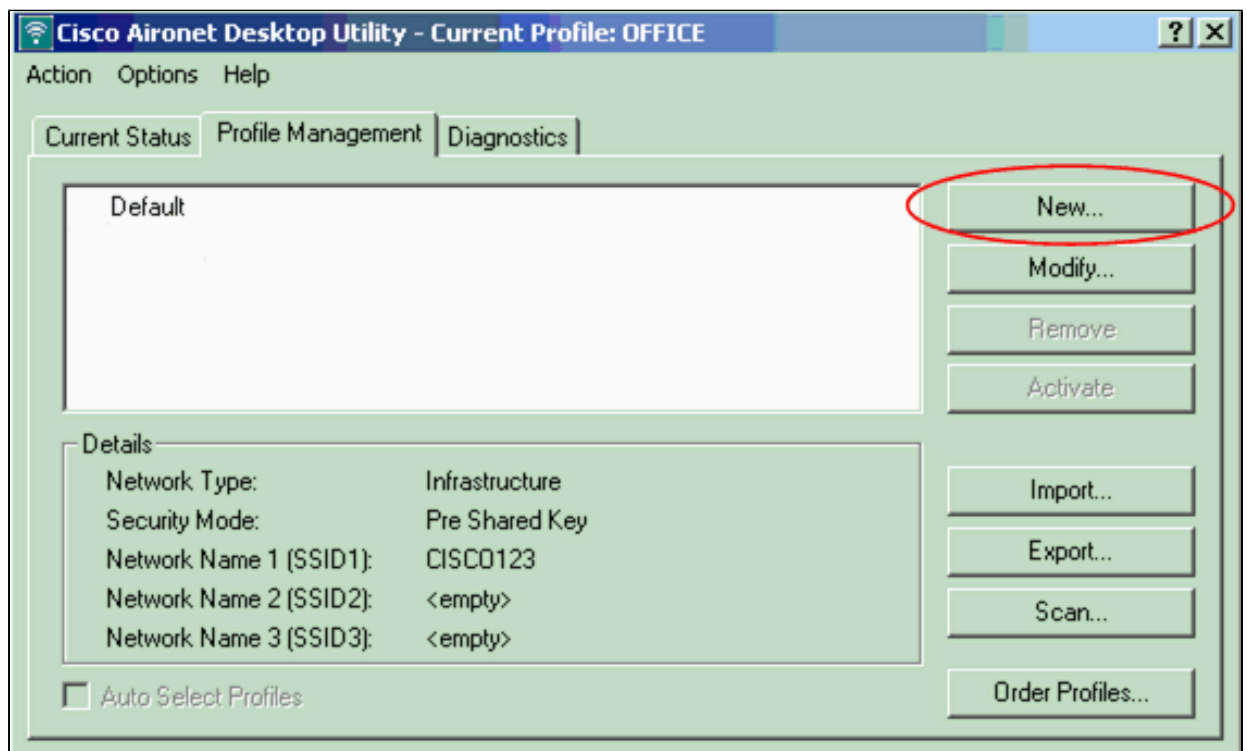 Cisco Aironet Desktop Utility - Current Profile: OFFICE
Action Options Help
Current Status Profile Management Diagnostics
Default
New...
Modify...
Remove
Activate
Details
Network Type: Infrastructure
Security Mode: Pre Shared Key
Network Name 1 (SSID1): CISCO123
Network Name 2 (SSID2): <empty>
Network Name 3 (SSID3): <empty>
Import...
Export...
Scan...
Auto Select Profiles
Order Profiles...